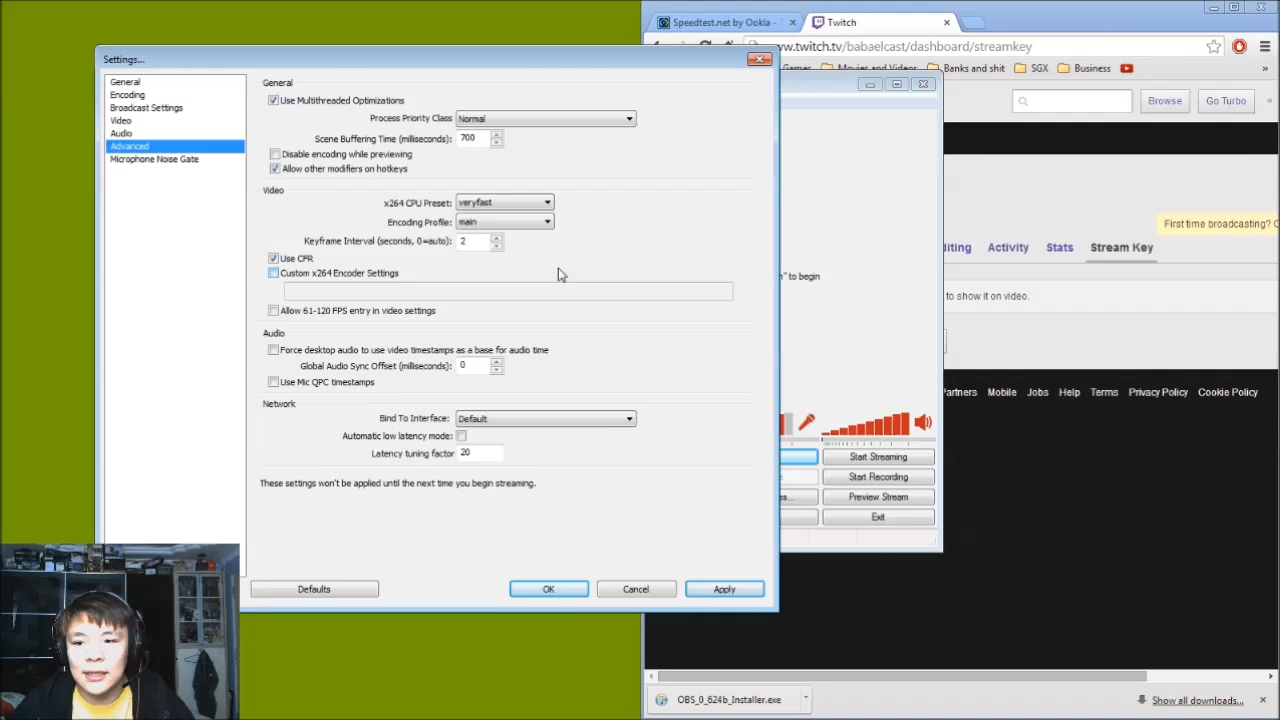 Speedtest.net by Ookla -
Twitch
w.twitch.tv/babaelcast/dashboard/streamkey
Games
Movies and Videos
Banks and shit
SGX
Business
»
Browse
Go Turbo
First time broadcasting?
Activity
Stats
Stream Key
" to begin
to show it on video.
Partners
Mobile
Jobs
Help
Terms
Privacy Policy
Cookie Policy
Start Streaming
Start Recording
Preview Stream
Exit
Settings...
General
Encoding
Broadcast Settings
Video
Audio
Advanced
Microphone Noise Gate
General
Use Multithreaded Optimizations
Process Priority Class
Normal
Scene Buffering Time (milliseconds):
700
Disable encoding while previewing
Allow other modifiers on hotkeys
Video
x264 CPU Preset:
veryfast
Encoding Profile:
main
Keyframe Interval (seconds, 0=auto):
2
Use CFR
Custom x264 Encoder Settings
Allow 61-120 FPS entry in video settings
Audio
Force desktop audio to use video timestamps as a base for audio time
Global Audio Sync Offset (milliseconds):
0
Use Mic QPC timestamps
Network
Bind To Interface:
Default
Automatic low latency mode:
Latency tuning factor
20
These settings won't be applied until the next time you begin streaming.
Defaults
OK
Cancel
Apply
OBS_0_624b_Installer.exe
Show all downloads...